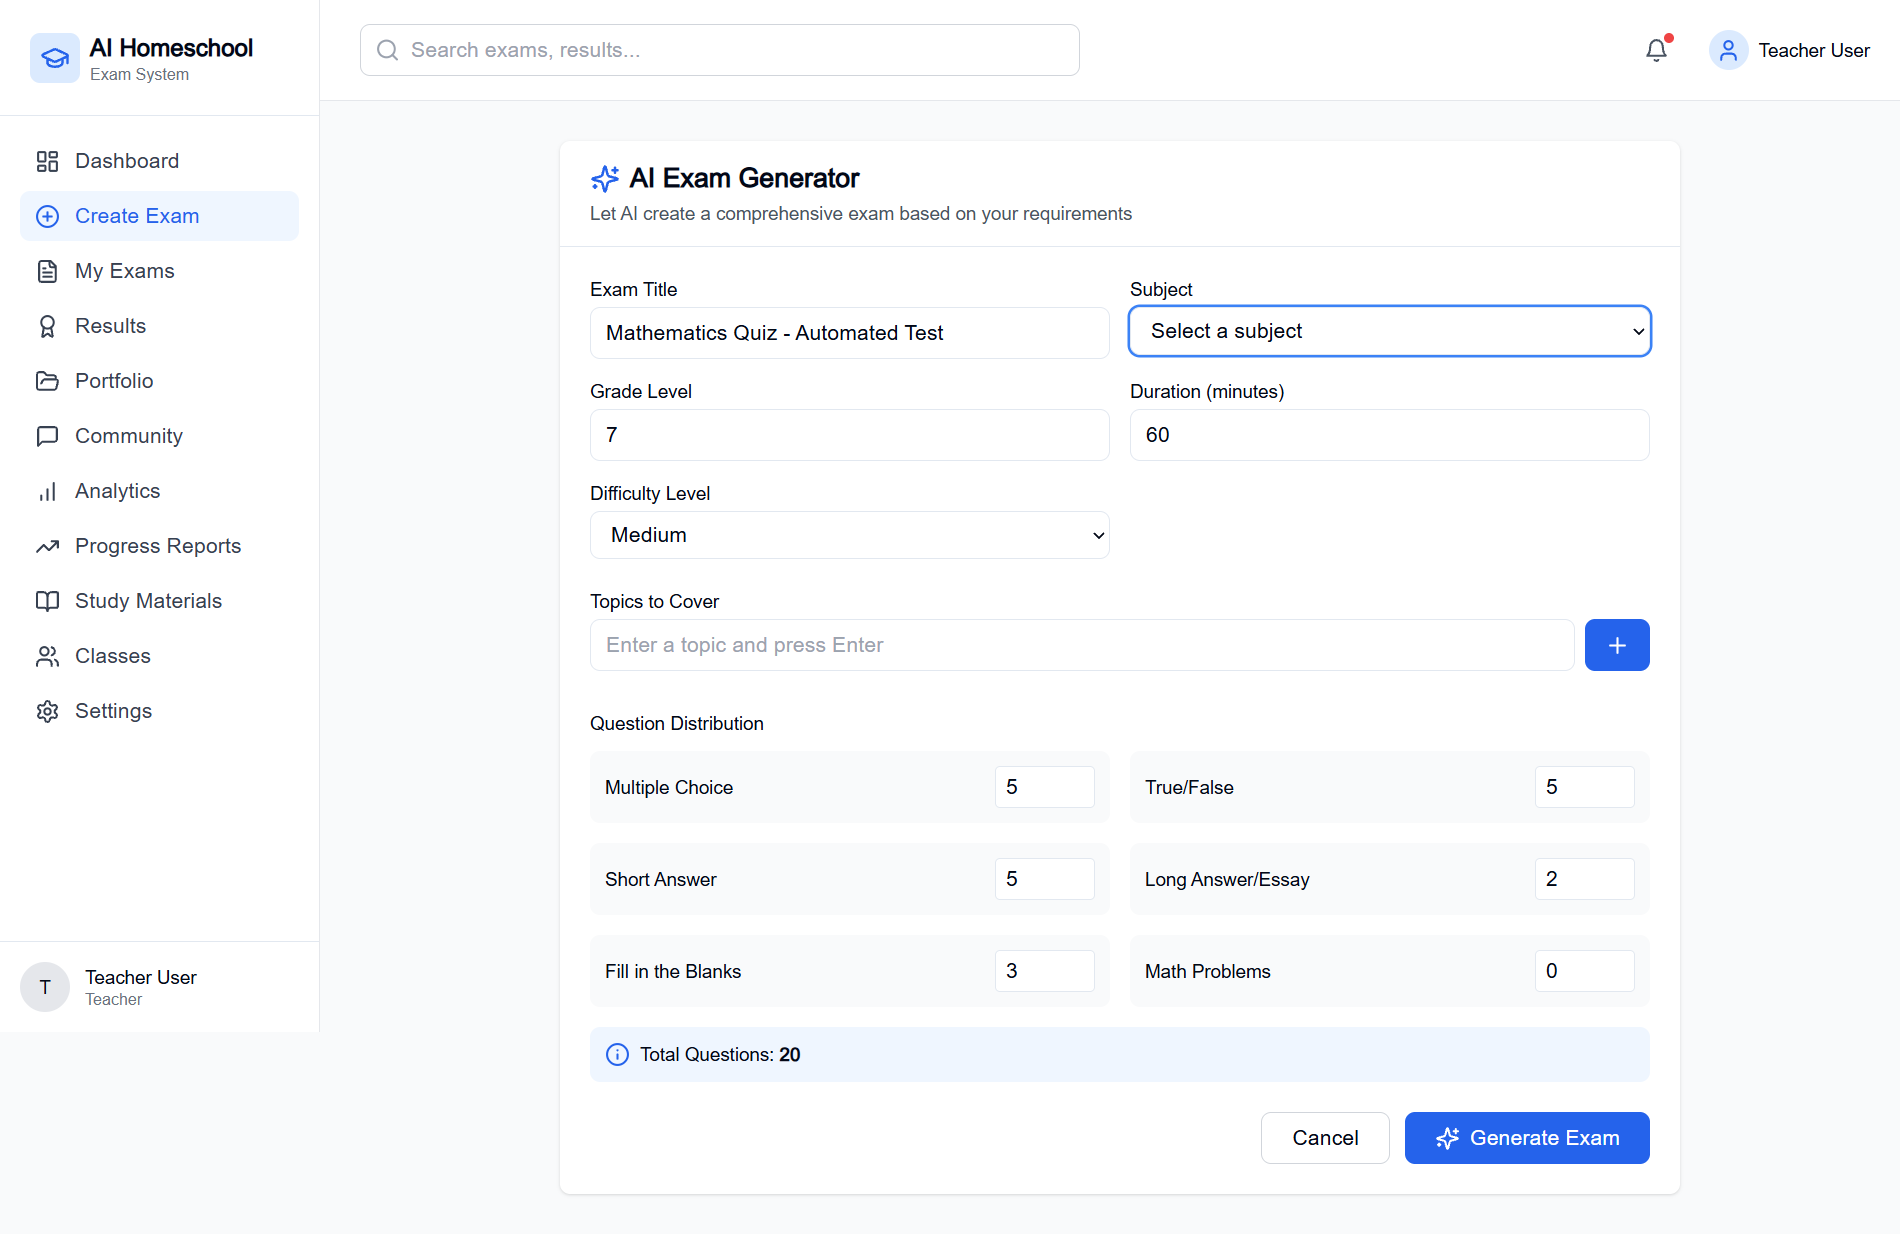 AI Homeschool
Exam System
Dashboard
Create Exam
My Exams
Results
Portfolio
Community
Analytics
Progress Reports
Study Materials
Classes
Settings
T
Teacher User
Teacher
Search exams, results...
Teacher User
AI Exam Generator
Let AI create a comprehensive exam based on your requirements
Exam Title
Mathematics Quiz - Automated Test
Subject
Select a subject
Grade Level
7
Duration (minutes)
60
Difficulty Level
Medium
Topics to Cover
Enter a topic and press Enter
Question Distribution
Multiple Choice 5
True/False 5
Short Answer 5
Long Answer/Essay 2
Fill in the Blanks 3
Math Problems 0
Total Questions: 20
Cancel
Generate Exam